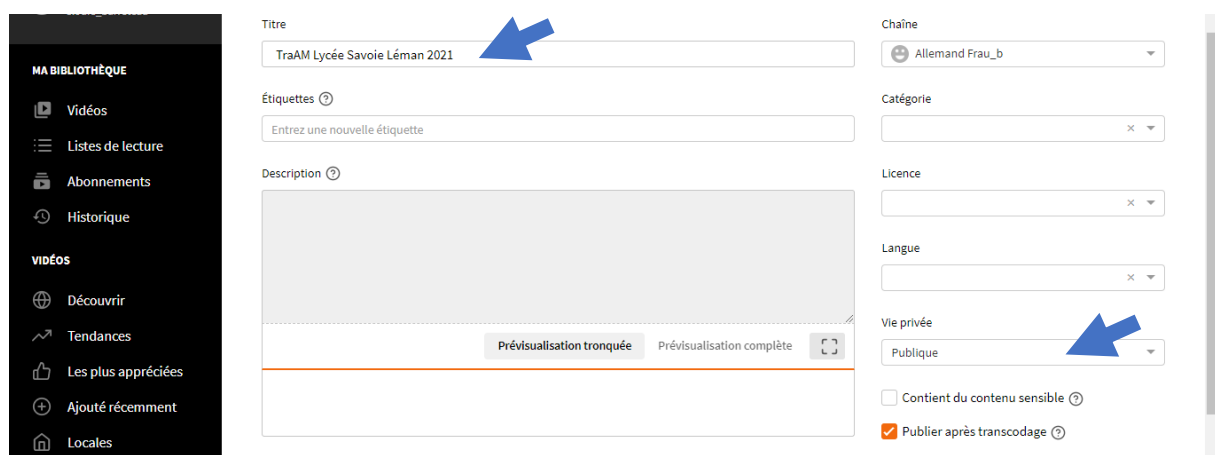 MA BIBLIOTHÈQUE
Vidéos
Listes de lecture
Abonnements
Historique
VIDÉOS
Découvrir
Tendances
Les plus appréciées
Ajouté récemment
Locales
Titre
TraAM Lycée Savoie Léman 2021
Étiquettes ?
Entrez une nouvelle étiquette
Description ?
Prévisualisation tronquée Prévisualisation complète
Chaîne
Allemand Frau_b
Catégorie
Licence
Langue
Vie privée
Publique
Contient du contenu sensible ?
Publier après transcodage ?